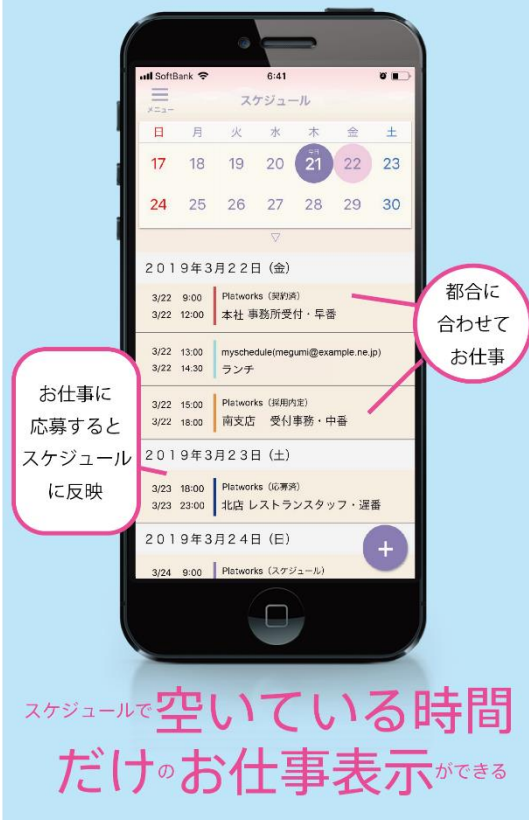 SoftBank 6:41
メニュー
スケジュール
日 月 火 水 木 金 土
今日
17 18 19 20 21 22 23
24 25 26 27 28 29 30
▽
2019年3月22日（金）
3/22 9:00 Platworks（契約済）
3/22 12:00 本社 事務所受付・早番
3/22 13:00 myschedule(megumi@example.ne.jp)
3/22 14:30 ランチ
3/22 15:00 Platworks（採用内定）
3/22 18:00 南支店 受付事務・中番
2019年3月23日（土）
3/23 18:00 Platworks（応募済）
3/23 23:00 北店 レストランスタッフ・遅番
2019年3月24日（日）
3/24 9:00 Platworks（スケジュール）
+
都合に
合わせて
お仕事
お仕事に
応募すると
スケジュール
に反映
スケジュールで空いている時間
だけのお仕事表示ができる